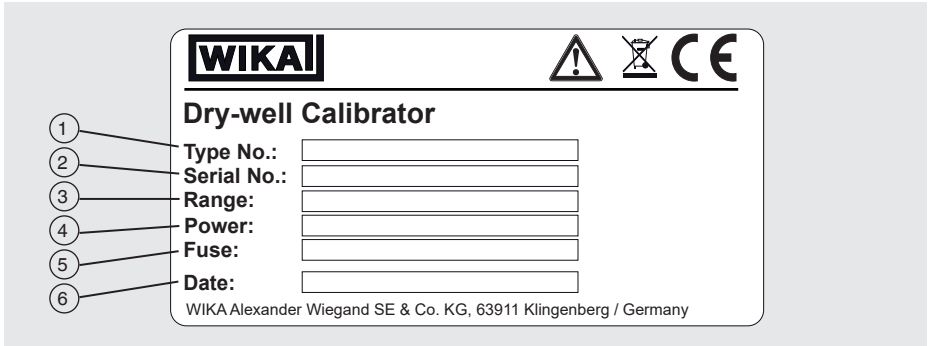 WIKA CE
Dry-well Calibrator
1 Type No.:
2 Serial No.:
3 Range:
4 Power:
5 Fuse:
6 Date:
WIKA Alexander Wiegand SE & Co. KG, 63911 Klingenberg / Germany